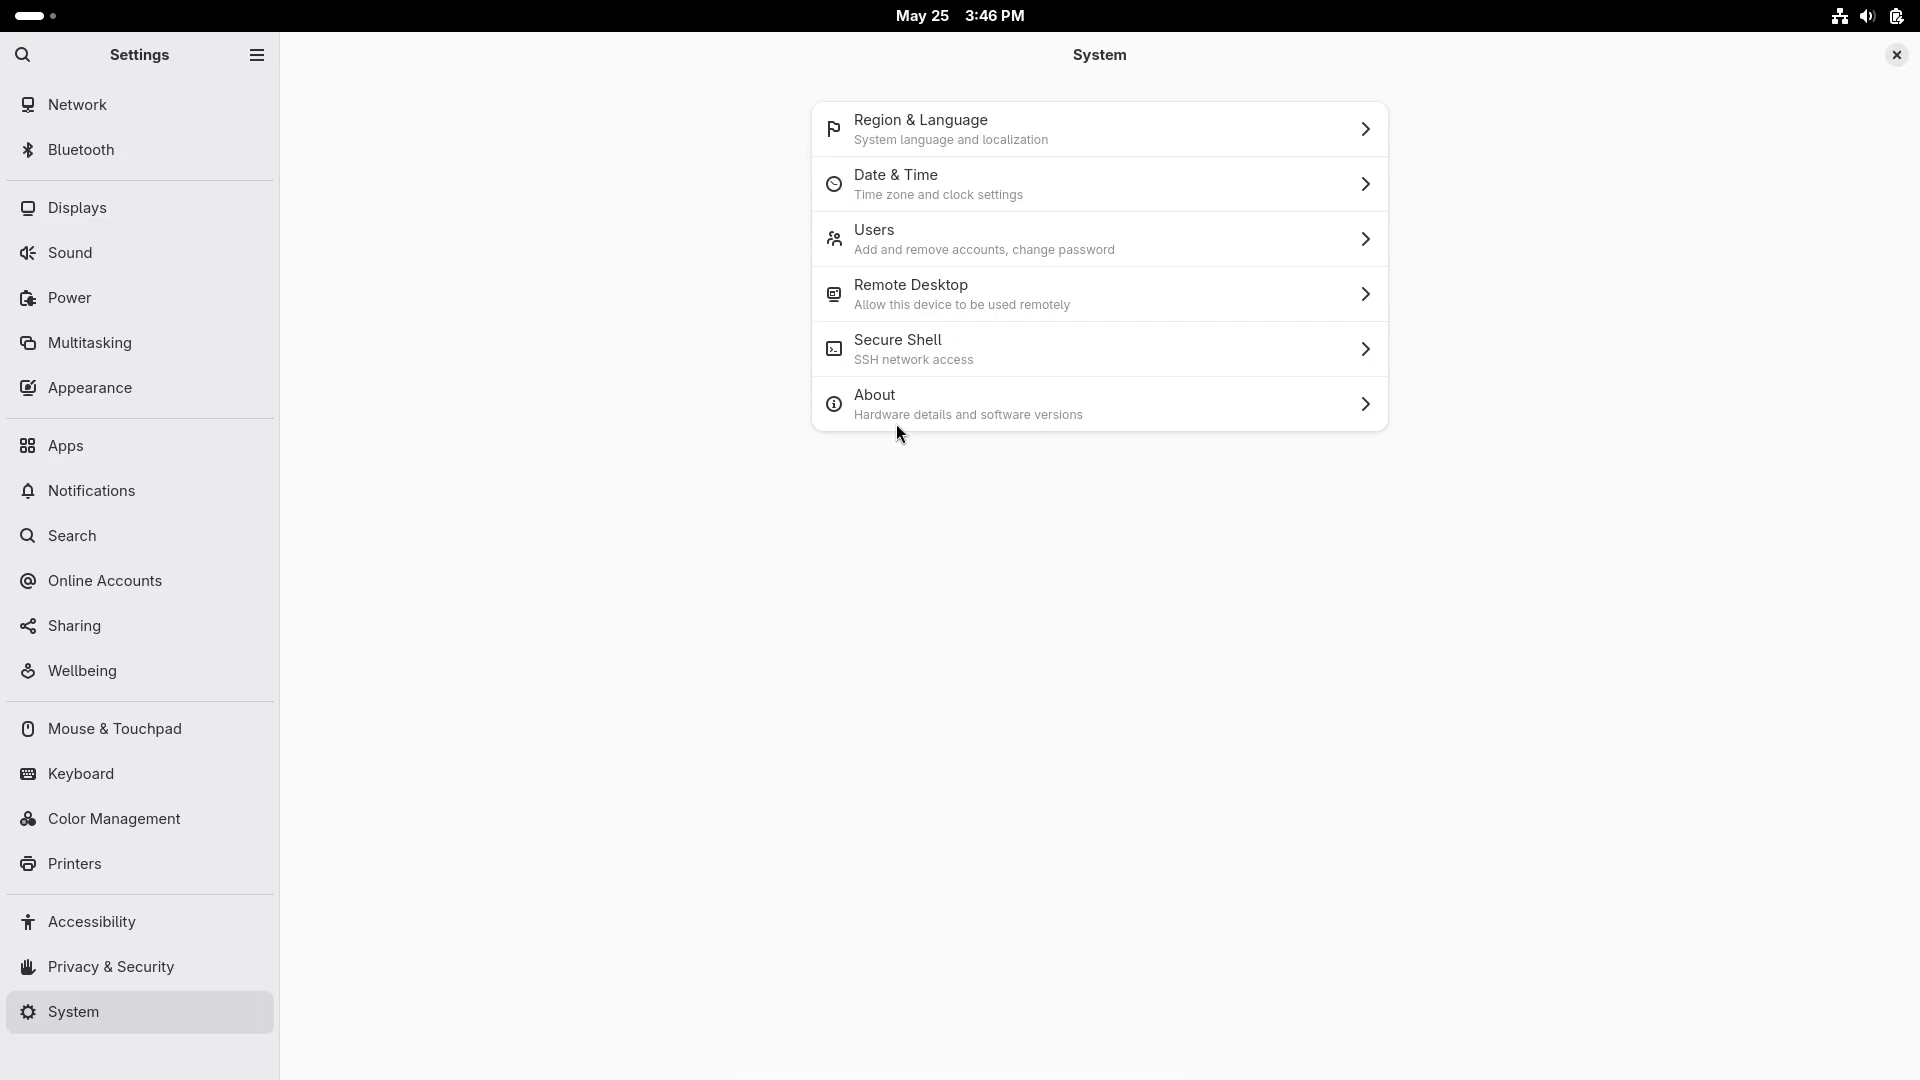 May 25 3:46 PM
Settings
System
Network
Bluetooth
Displays
Sound
Power
Multitasking
Appearance
Apps
Notifications
Search
Online Accounts
Sharing
Wellbeing
Mouse & Touchpad
Keyboard
Color Management
Printers
Accessibility
Privacy & Security
System
Region & Language
System language and localization
Date & Time
Time zone and clock settings
Users
Add and remove accounts, change password
Remote Desktop
Allow this device to be used remotely
Secure Shell
SSH network access
About
Hardware details and software versions